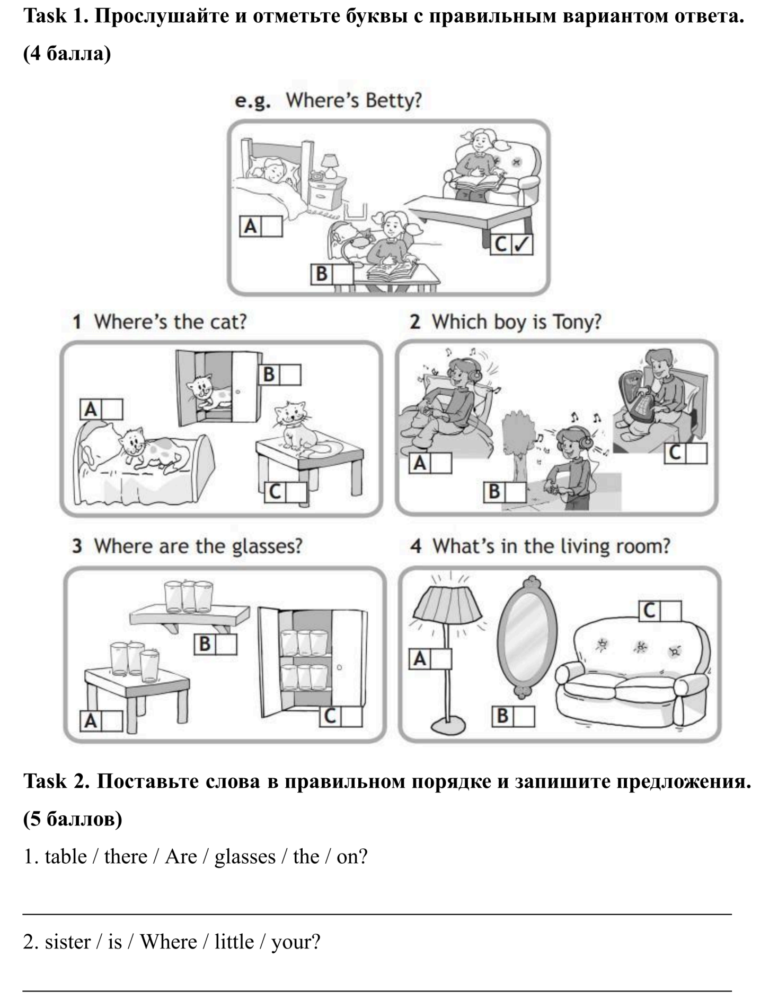 Task 1. Прослушайте и отметьте буквы с правильным вариантом ответа.
(4 балла)
e.g. Where's Betty?
A
B
C ✓
1 Where's the cat?
A
B
C
2 Which boy is Tony?
A
B
C
3 Where are the glasses?
A
B
C
4 What's in the living room?
A
B
C
Task 2. Поставьте слова в правильном порядке и запишите предложения.
(5 баллов)
1. table / there / Are / glasses / the / on?
2. sister / is / Where / little / your?